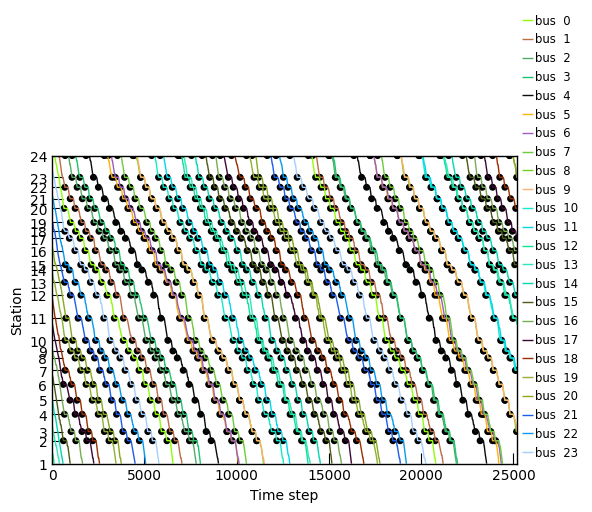 bus 0
bus 1
bus 2
bus 3
bus 4
bus 5
bus 6
bus 7
bus 8
bus 9
bus 10
bus 11
bus 12
bus 13
bus 14
bus 15
bus 16
bus 17
bus 18
bus 19
bus 20
bus 21
bus 22
bus 23
24
23
22
21
20
19
18
17
16
15
14
13
12
11
10
9
8
7
6
5
4
3
2
1
Station
0 5000 10000 15000 20000 25000
Time step